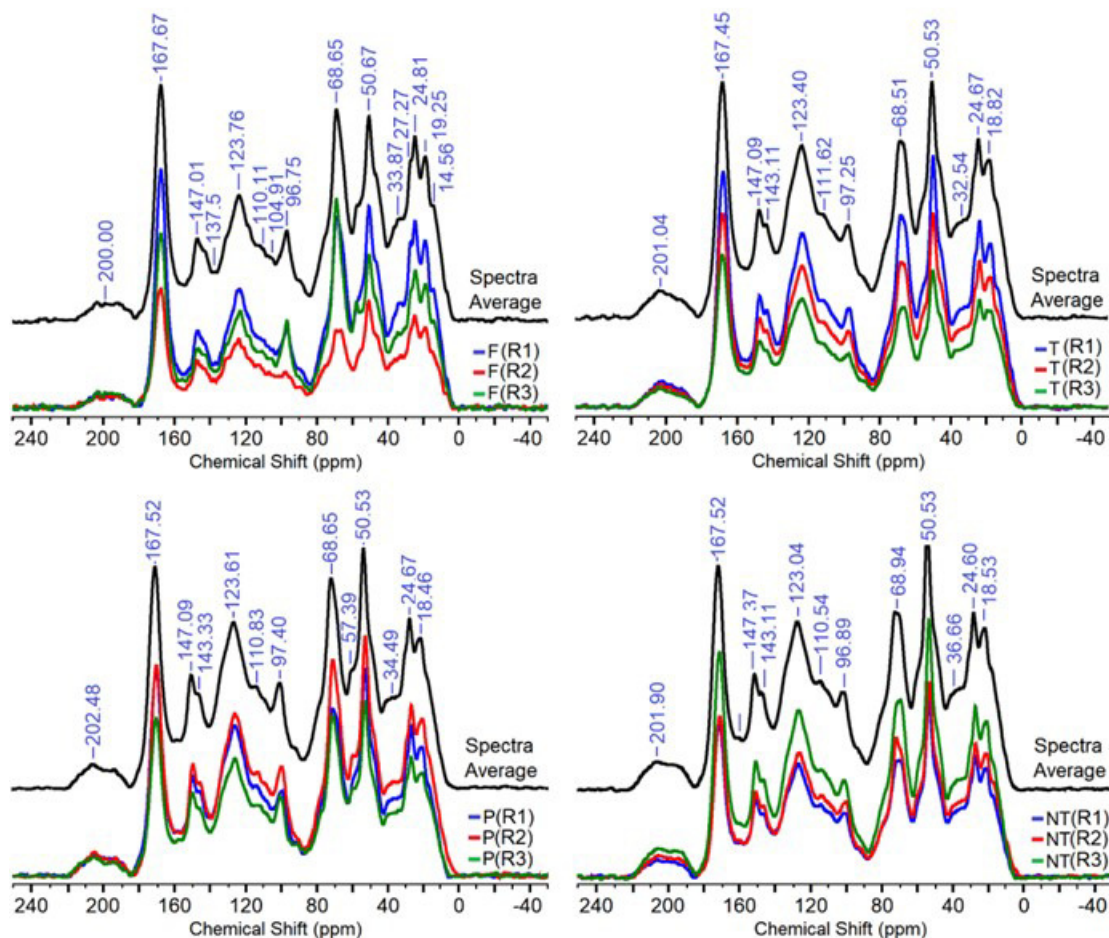 167.67
147.01
137.5
123.76
110.11
104.91
96.75
68.65
50.67
33.87
27.27
24.81
19.25
14.56
200.00
Spectra
Average
F(R1)
F(R2)
F(R3)
240 200 160 120 80 40 0 -40
Chemical Shift (ppm)
167.45
147.09
143.11
123.40
111.62
97.25
68.51
50.53
32.54
24.67
18.82
201.04
Spectra
Average
T(R1)
T(R2)
T(R3)
240 200 160 120 80 40 0 -40
Chemical Shift (ppm)
167.52
147.09
143.33
123.61
110.83
97.40
68.65
57.39
50.53
34.49
24.67
18.46
202.48
Spectra
Average
P(R1)
P(R2)
P(R3)
240 200 160 120 80 40 0 -40
Chemical Shift (ppm)
167.52
147.37
143.11
123.04
110.54
96.89
68.94
50.53
36.66
24.60
18.53
201.90
Spectra
Average
NT(R1)
NT(R2)
NT(R3)
240 200 160 120 80 40 0 -40
Chemical Shift (ppm)